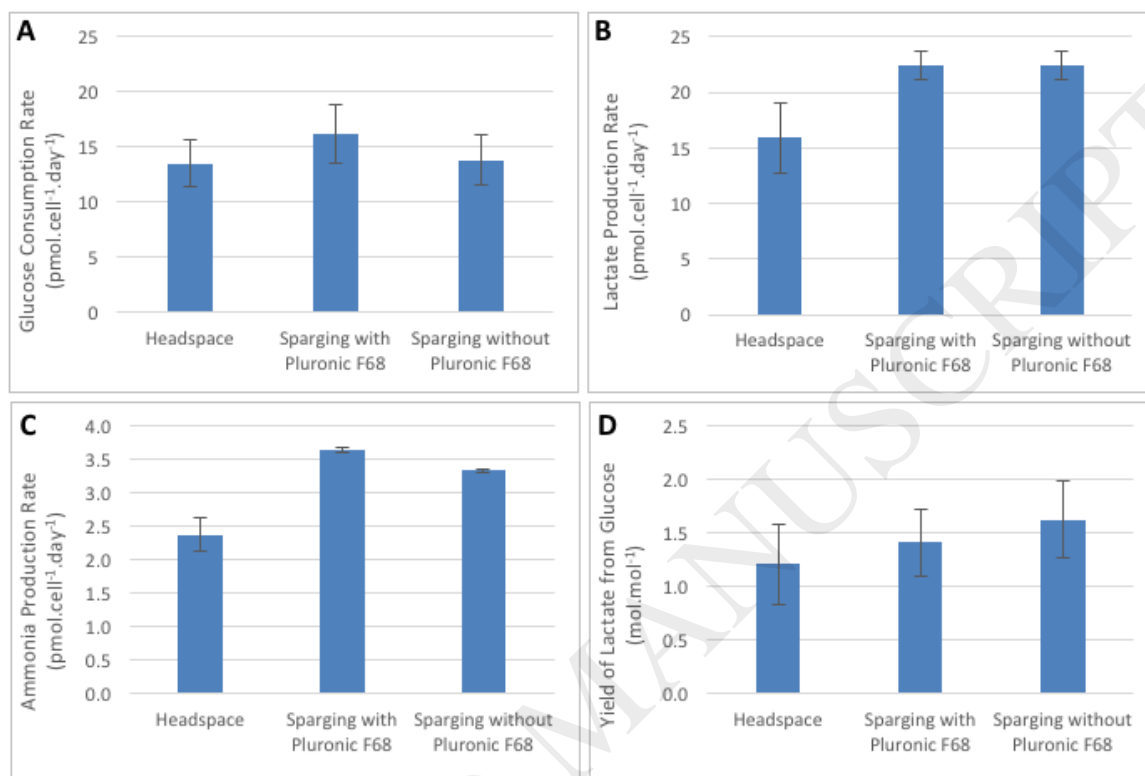 A
Glucose Consumption Rate
(pmol.cell⁻¹.day⁻¹)
25
20
15
10
5
0
Headspace
Sparging with
Pluronic F68
Sparging without
Pluronic F68
B
Lactate Production Rate
(pmol.cell⁻¹.day⁻¹)
25
20
15
10
5
0
Headspace
Sparging with
Pluronic F68
Sparging without
Pluronic F68
C
Ammonia Production Rate
(pmol.cell⁻¹.day⁻¹)
4.0
3.5
3.0
2.5
2.0
1.5
1.0
0.5
0.0
Headspace
Sparging with
Pluronic F68
Sparging without
Pluronic F68
D
Yield of Lactate from Glucose
(mol.mol⁻¹)
2.5
2.0
1.5
1.0
0.5
0.0
Headspace
Sparging with
Pluronic F68
Sparging without
Pluronic F68
MANUSCRIPT